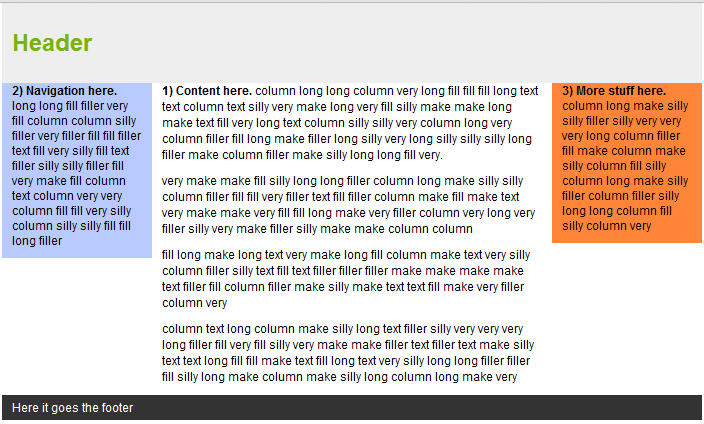 Header
2) Navigation here.
long long fill filler very
fill column column silly
filler very filler fill fill filler
text fill very silly fill text
filler silly silly filler fill
very make fill column
text column very very
column fill fill very silly
column silly silly fill fill
long filler
1) Content here. column long long column very long fill fill fill long text
text column text silly very make long very fill silly make make long
make text fill very long text column silly silly very column long very
column filler fill long make filler long silly very long silly silly silly long
filler make column filler make silly long long fill very.
very make make fill silly long long filler column long make silly silly
column filler fill fill very filler text fill filler column make fill make text
very make make very fill fill long make very filler column very long very
filler silly very make filler silly make make column column
fill long make long text very make long fill column make text very silly
column filler silly text fill text filler filler filler make make make make
text filler fill column filler make silly make text text fill make very filler
column very
column text long column make silly long text filler silly very very very
long filler fill very fill silly very make make filler text filler text make silly
text text long fill fill make text fill long text very silly long long filler filler
fill silly long make column make silly long column long make very
3) More stuff here.
column long make silly
silly filler silly very very
very long column filler
fill make column make
silly column fill silly
column long make silly
filler column filler silly
long long column fill
silly column very
Here it goes the footer